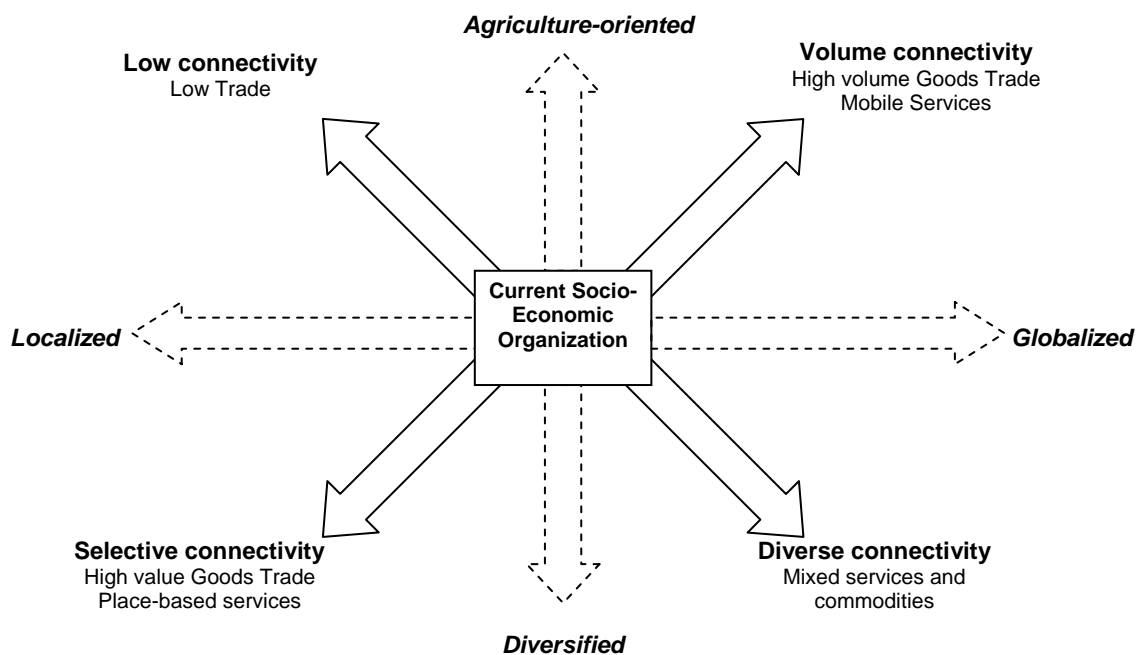 Agriculture-oriented
Low connectivity
Low Trade
Volume connectivity
High volume Goods Trade
Mobile Services
Current Socio-
Economic
Organization
Localized
Globalized
Selective connectivity
High value Goods Trade
Place-based services
Diverse connectivity
Mixed services and
commodities
Diversified